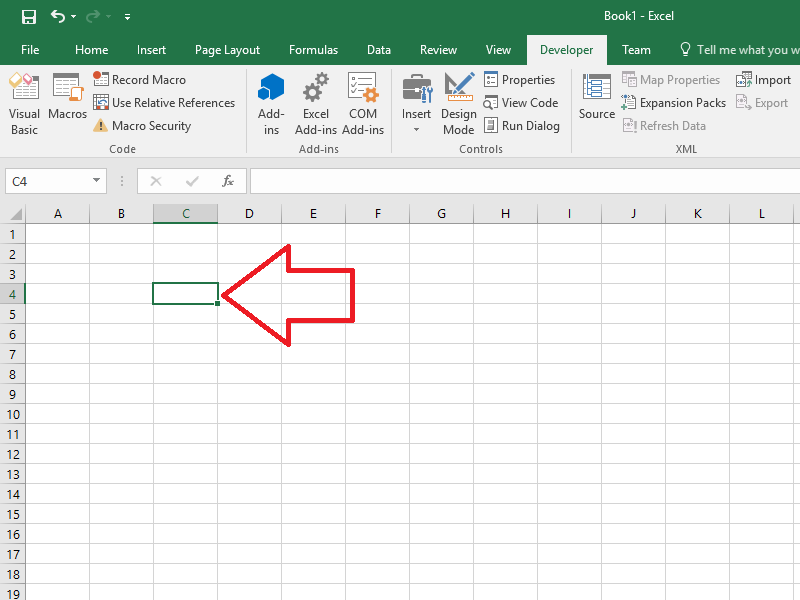 Book1 - Excel
File Home Insert Page Layout Formulas Data Review View Developer Team Tell me what you w
Visual Basic
Macros
Record Macro
Use Relative References
Macro Security
Code
Add-ins
Excel Add-ins
COM Add-ins
Add-ins
Insert
Design Mode
Properties
View Code
Run Dialog
Controls
Source
Map Properties
Expansion Packs
Refresh Data
Import
Export
XML
C4
fx
A B C D E F G H I J K L
1
2
3
4
5
6
7
8
9
10
11
12
13
14
15
16
17
18
19